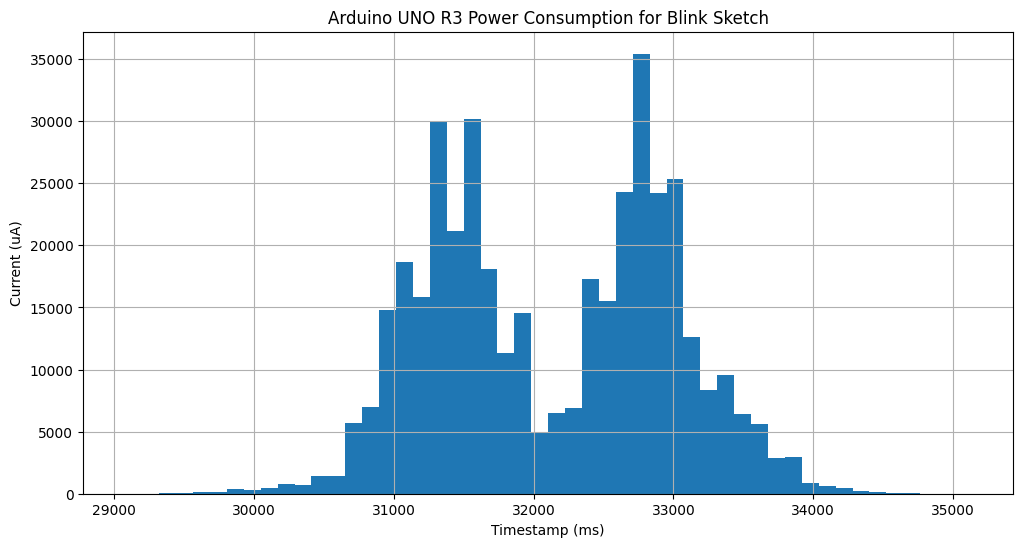 Arduino UNO R3 Power Consumption for Blink Sketch
35000
30000
25000
20000
15000
10000
5000
0
Current (uA)
29000 30000 31000 32000 33000 34000 35000
Timestamp (ms)